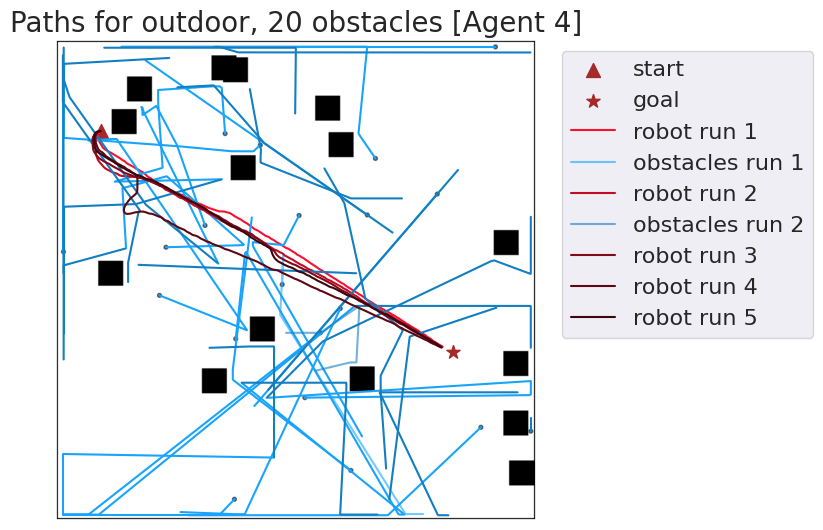 Paths for outdoor, 20 obstacles [Agent 4]
start
goal
robot run 1
obstacles run 1
robot run 2
obstacles run 2
robot run 3
robot run 4
robot run 5